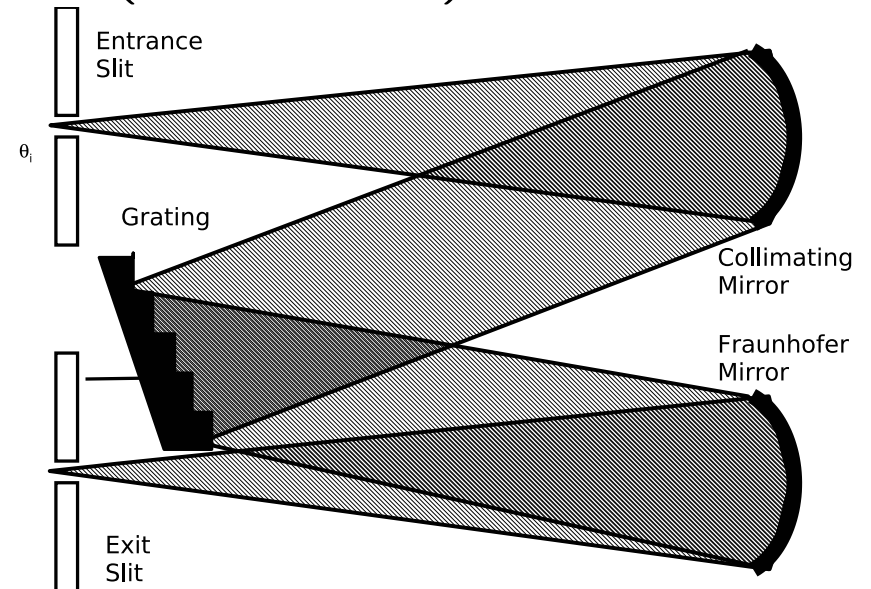 Entrance
Slit
θi
Grating
Collimating
Mirror
Fraunhofer
Mirror
Exit
Slit